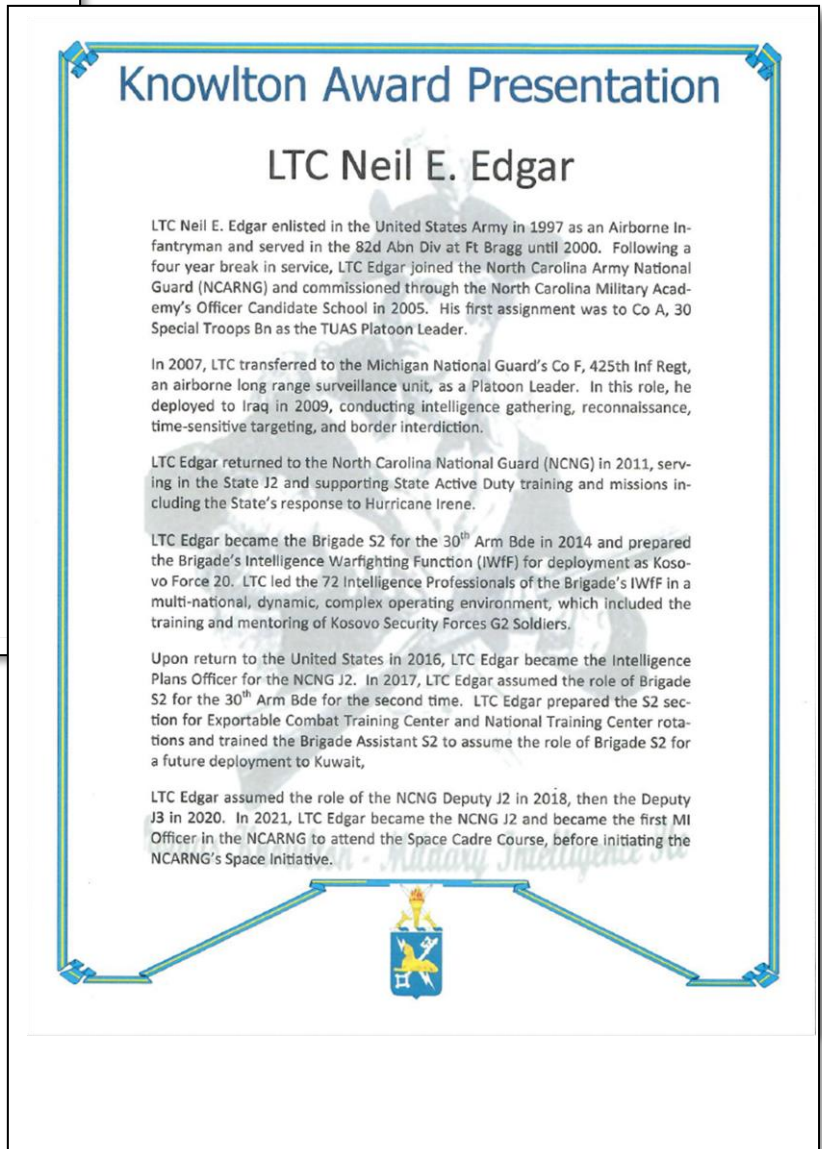 Knowlton Award Presentation
LTC Neil E. Edgar
LTC Neil E. Edgar enlisted in the United States Army in 1997 as an Airborne In-
fantryman and served in the 82d Abn Div at Ft Bragg until 2000. Following a
four year break in service, LTC Edgar joined the North Carolina Army National
Guard (NCARNG) and commissioned through the North Carolina Military Acad-
emy's Officer Candidate School in 2005. His first assignment was to Co A, 30
Special Troops Bn as the TUAS Platoon Leader.
In 2007, LTC transferred to the Michigan National Guard's Co F, 425th Inf Regt,
an airborne long range surveillance unit, as a Platoon Leader. In this role, he
deployed to Iraq in 2009, conducting intelligence gathering, reconnaissance,
time-sensitive targeting, and border interdiction.
LTC Edgar returned to the North Carolina National Guard (NCNG) in 2011, serv-
ing in the State J2 and supporting State Active Duty training and missions in-
cluding the State's response to Hurricane Irene.
LTC Edgar became the Brigade S2 for the 30th Arm Bde in 2014 and prepared
the Brigade's Intelligence Warfighting Function (IWfF) for deployment as Koso-
vo Force 20. LTC led the 72 Intelligence Professionals of the Brigade's IWfF in a
multi-national, dynamic, complex operating environment, which included the
training and mentoring of Kosovo Security Forces G2 Soldiers.
Upon return to the United States in 2016, LTC Edgar became the Intelligence
Plans Officer for the NCNG J2. In 2017, LTC Edgar assumed the role of Brigade
S2 for the 30th Arm Bde for the second time. LTC Edgar prepared the S2 sec-
tion for Exportable Combat Training Center and National Training Center rota-
tions and trained the Brigade Assistant S2 to assume the role of Brigade S2 for
a future deployment to Kuwait,
LTC Edgar assumed the role of the NCNG Deputy J2 in 2018, then the Deputy
J3 in 2020. In 2021, LTC Edgar became the NCNG J2 and became the first MI
Officer in the NCARNG to attend the Space Cadre Course, before initiating the
NCARNG's Space Initiative.
Knowlton - Military Intelligence